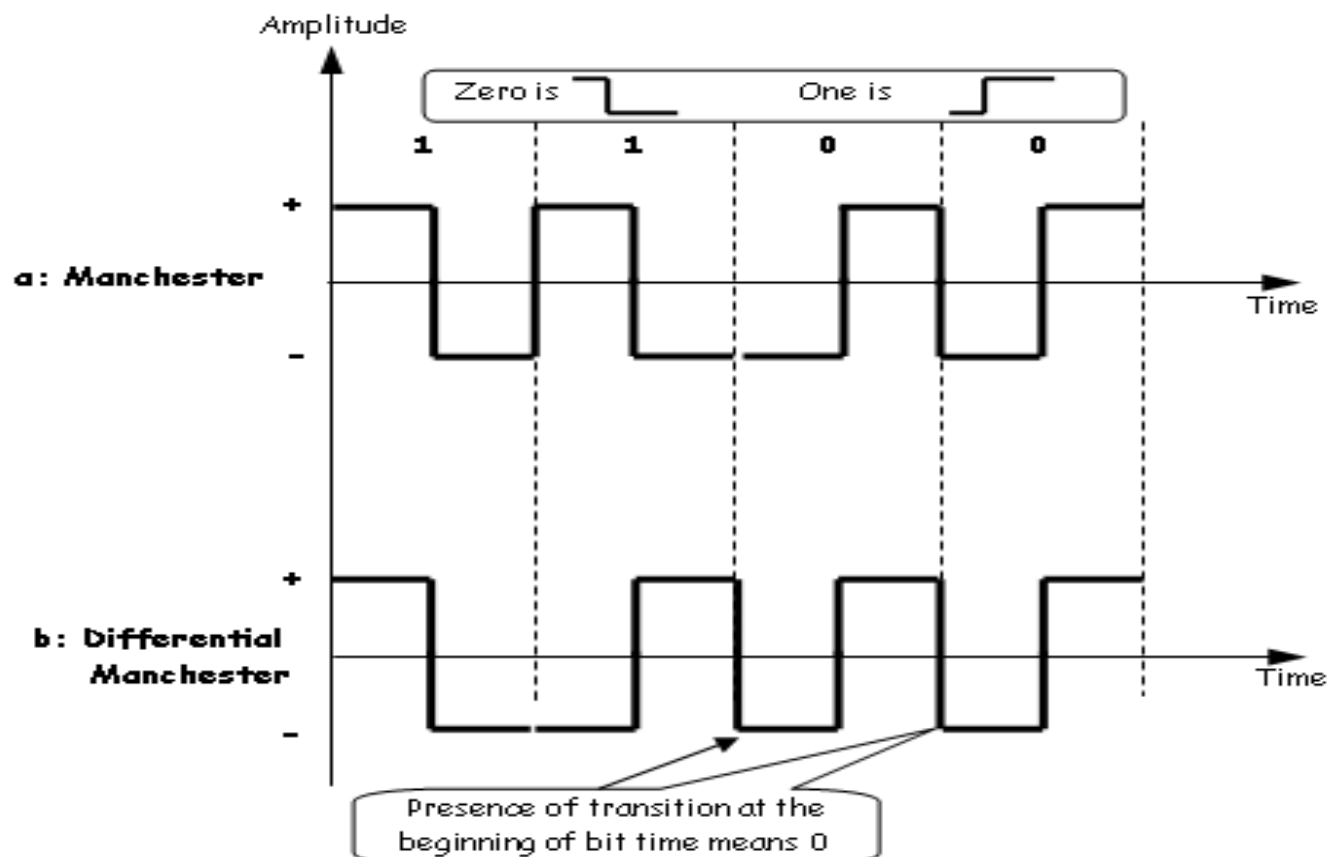 Amplitude
Zero is One is
1 1 0 0
+
a: Manchester
Time
-
+
b: Differential
Manchester
Time
-
Presence of transition at the
beginning of bit time means 0